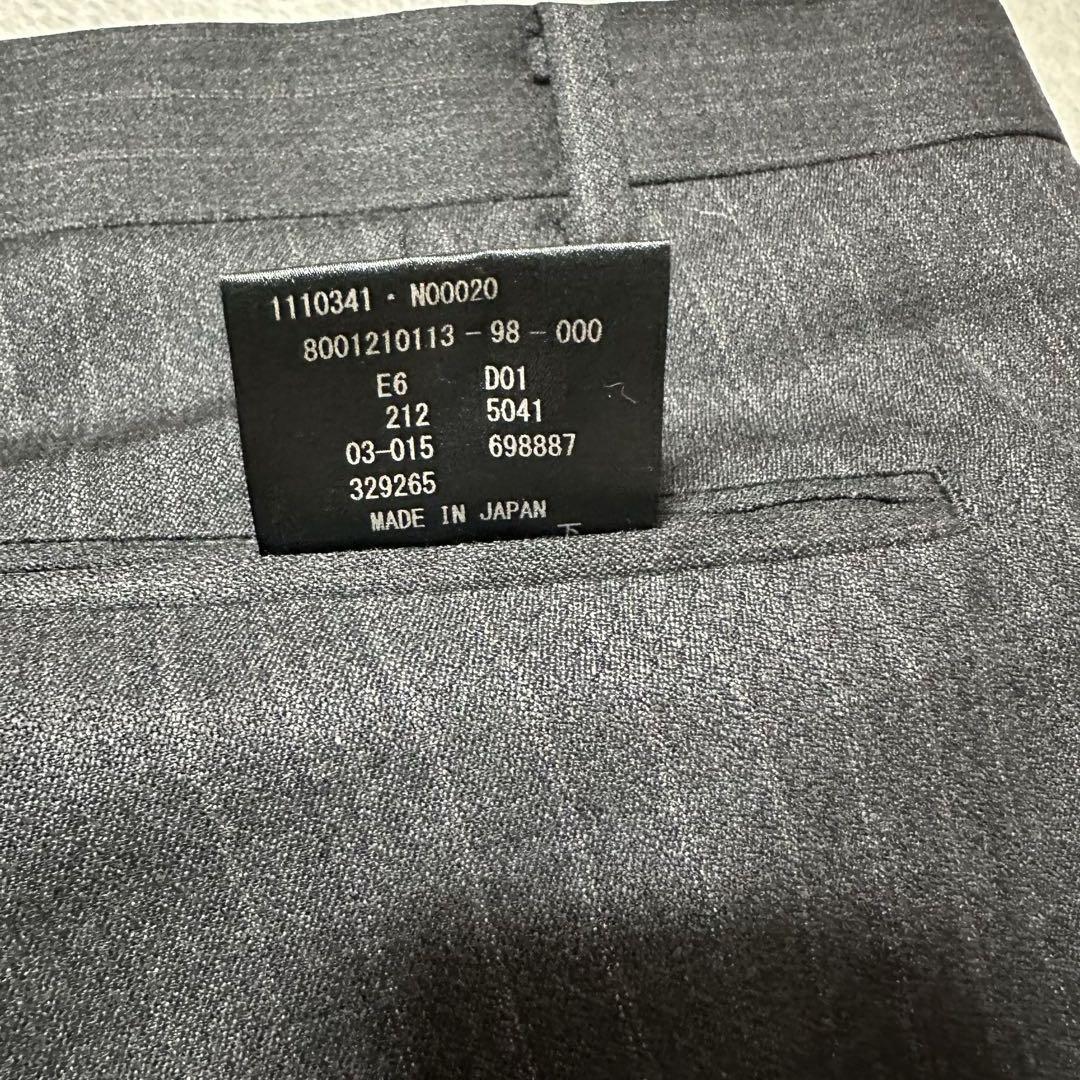 1110341・N00020
8001210113-98-000
E6 D01
212 5041
03-015 698887
329265
MADE IN JAPAN